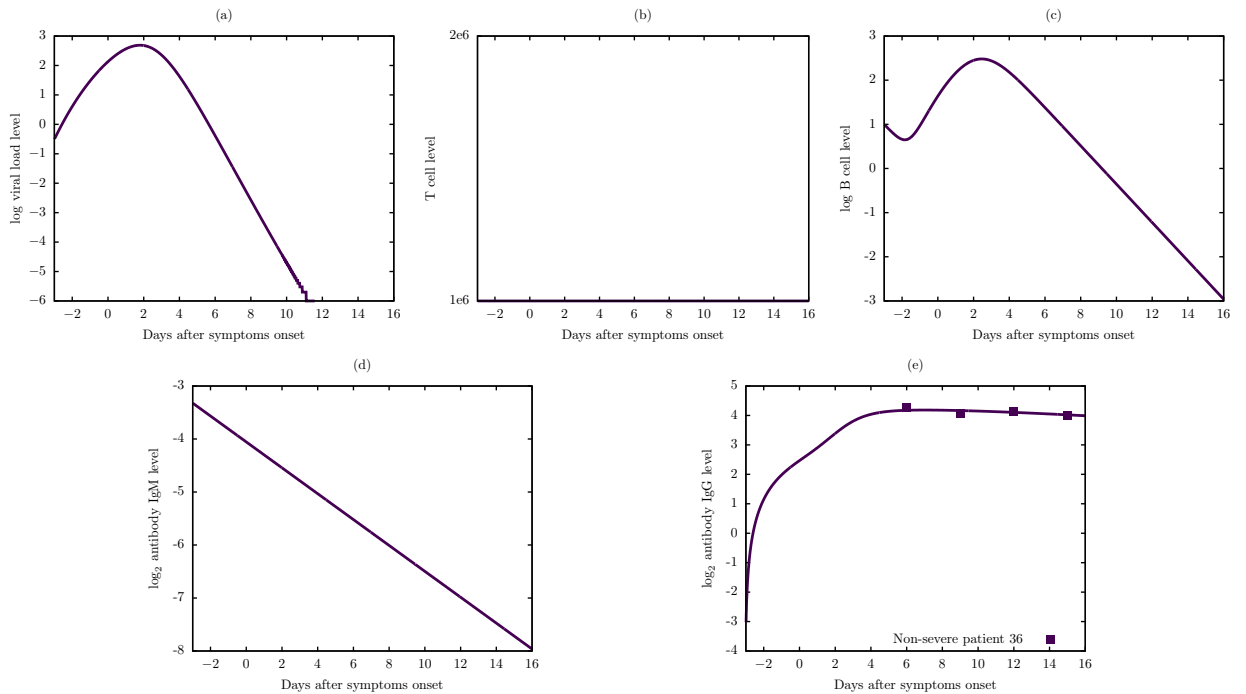 (a)
3
2
1
0
−1
−2
−3
−4
−5
−6
log viral load level
−2 0 2 4 6 8 10 12 14 16
Days after symptoms onset
(b)
2e6
1e6
T cell level
−2 0 2 4 6 8 10 12 14 16
Days after symptoms onset
(c)
3
2
1
0
-1
-2
-3
log B cell level
−2 0 2 4 6 8 10 12 14 16
Days after symptoms onset
(d)
-3
-4
-5
-6
-7
-8
log₂ antibody IgM level
−2 0 2 4 6 8 10 12 14 16
Days after symptoms onset
(e)
5
4
3
2
1
0
-1
-2
-3
-4
log₂ antibody IgG level
Non-severe patient 36
−2 0 2 4 6 8 10 12 14 16
Days after symptoms onset